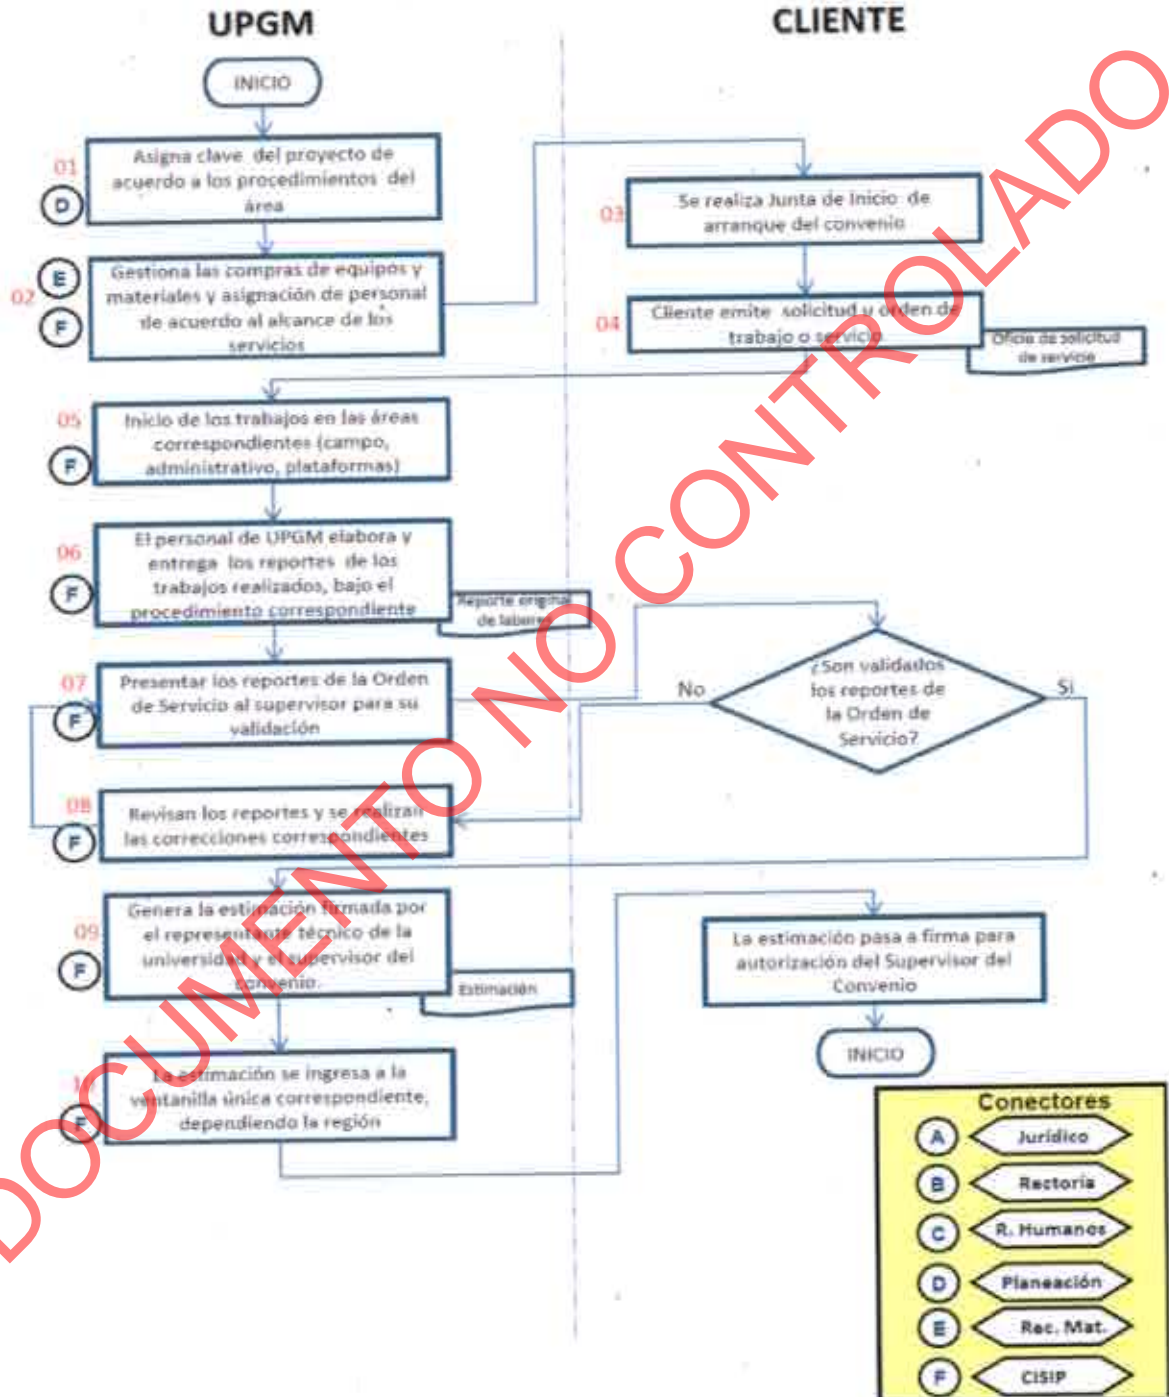 UPGM
CLIENTE
INICIO
01
D
Asigna clave del proyecto de
acuerdo a los procedimientos del
área
02
E
F
Gestiona las compras de equipos y
materiales y asignación de personal
de acuerdo al alcance de los
servicios
03
Se realiza Junta de Inicio de
arranque del convenio
04
Cliente emite solicitud u orden de
trabajo o servicio
Oficio de solicitud
de servicio
05
F
Inicio de los trabajos en las áreas
correspondientes (campo,
administrativo, plataformas)
06
F
El personal de UPGM elabora y
entrega los reportes de los
trabajos realizados, bajo el
procedimiento correspondiente
Reporte original
de labores
07
F
Presentar los reportes de la Orden
de Servicio al supervisor para su
validación
No
¿Son validados
los reportes de
la Orden de
Servicio?
Si
08
F
Revisan los reportes y se realizan
las correcciones correspondientes
09
F
Genera la estimación firmada por
el representante técnico de la
universidad y el supervisor del
convenio.
Estimación
La estimación pasa a firma para
autorización del Supervisor del
Convenio
INICIO
10
F
La estimación se ingresa a la
ventanilla única correspondiente,
dependiendo la región
Conectores
A Jurídico
B Rectoría
C R. Humanos
D Planeación
E Rec. Mat.
F CISIP
DOCUMENTO NO CONTROLADO